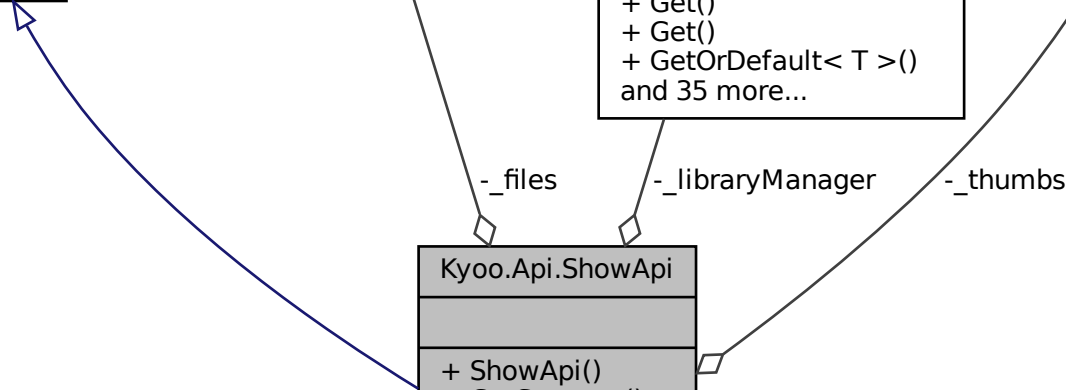 + Get()
+ Get()
+ GetOrDefault< T >()
and 35 more...
-_files
-_libraryManager
-_thumbs
Kyoo.Api.ShowApi
+ ShowApi()